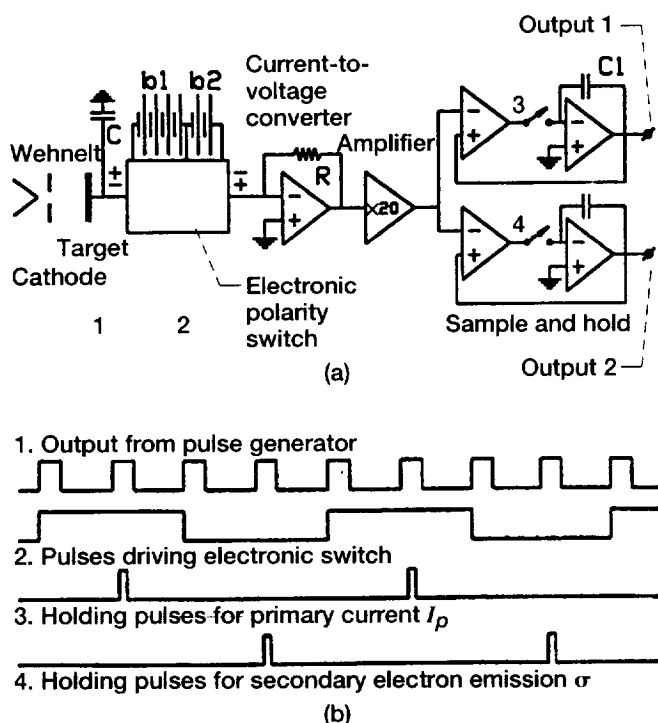 Output 1
b1 b2
Current-to-
voltage
converter
C1
3
C
Amplifier
Wehnelt
±
∓
−
+
R
−
+
×20
−
+
−
+
4
−
+
−
+
Target
Cathode
Electronic
polarity
switch
Sample and hold
1 2
Output 2
(a)
1. Output from pulse generator
2. Pulses driving electronic switch
3. Holding pulses for primary current Ip
4. Holding pulses for secondary electron emission σ
(b)